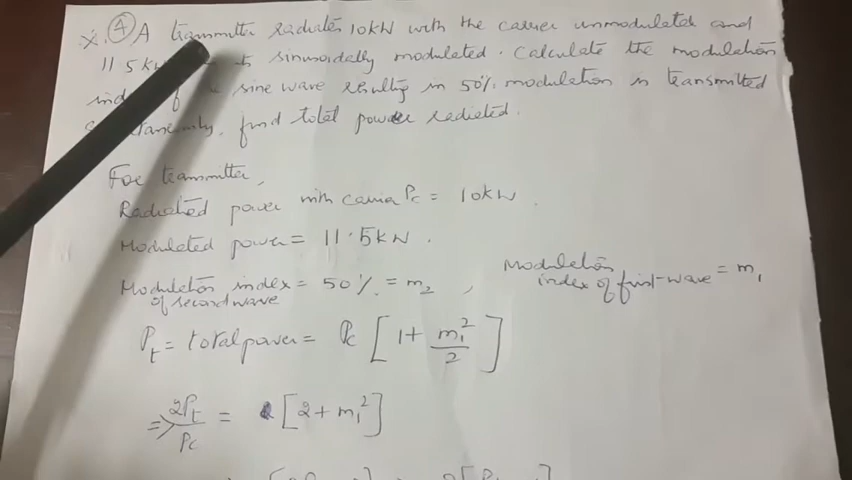 ④ A transmitter radiates 10kW with the carrier unmodulated and
11.5kW sinusoidally modulated. Calculate the modulation
sine wave resulting in 50% modulation is transmitted
find total power radiated.
For transmitter,
Radiated power with carrier Pc = 10kW.
Modulated power = 11.5kW.
Modulation index of second wave = 50% = m₂ , Modulation index of first wave = m₁
Pt = total power = Pc [1 + m₁²/2]
=> 2Pt/Pc = [2 + m₁²]